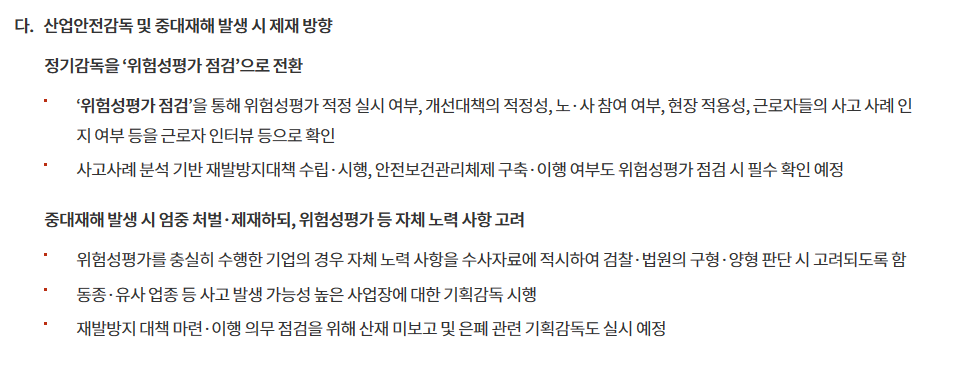 다. 산업안전감독 및 중대재해 발생 시 제재 방향
정기감독을 ‘위험성평가 점검’으로 전환
‘위험성평가 점검’을 통해 위험성평가 적정 실시 여부, 개선대책의 적정성, 노·사 참여 여부, 현장 적용성, 근로자들의 사고 사례 인
지 여부 등을 근로자 인터뷰 등으로 확인
사고사례 분석 기반 재발방지대책 수립·시행, 안전보건관리체제 구축·이행 여부도 위험성평가 점검 시 필수 확인 예정
중대재해 발생 시 엄중 처벌·제재하되, 위험성평가 등 자체 노력 사항 고려
위험성평가를 충실히 수행한 기업의 경우 자체 노력 사항을 수사자료에 적시하여 검찰·법원의 구형·양형 판단 시 고려되도록 함
동종·유사 업종 등 사고 발생 가능성 높은 사업장에 대한 기획감독 시행
재발방지 대책 마련·이행 의무 점검을 위해 산재 미보고 및 은폐 관련 기획감독도 실시 예정